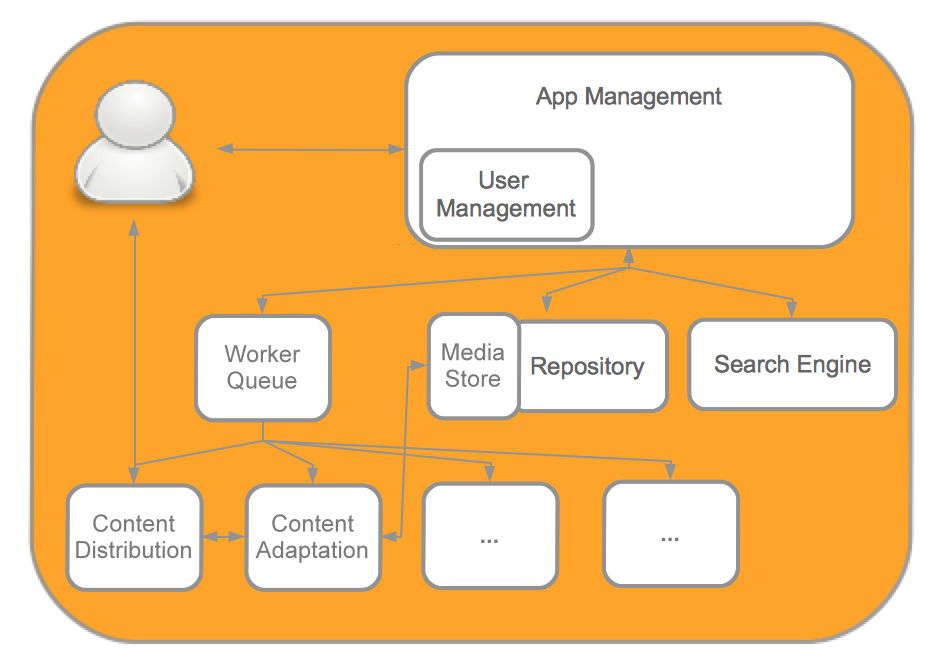 App Management
User
Management
Worker
Queue
Media
Store
Repository
Search Engine
Content
Distribution
Content
Adaptation
...
...